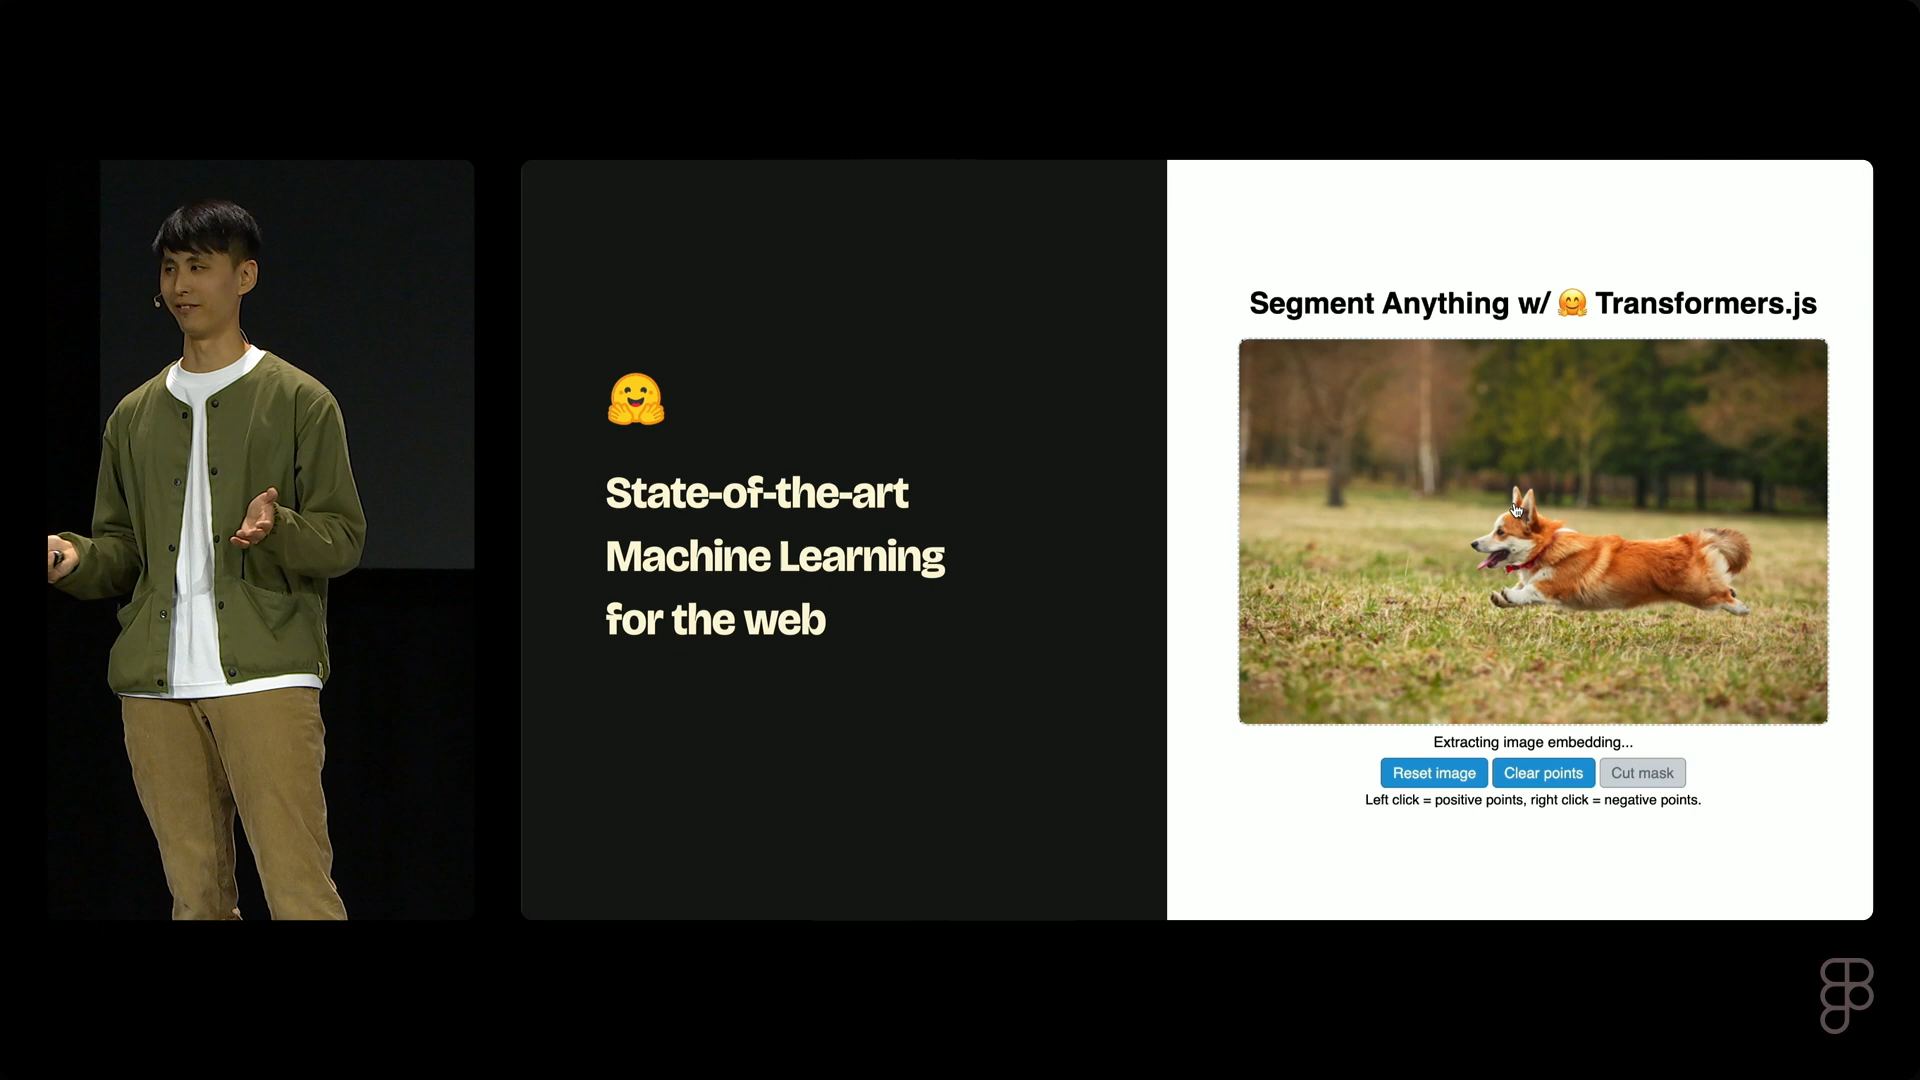 State-of-the-art
Machine Learning
for the web
Segment Anything w/ 🤗 Transformers.js
Extracting image embedding...
Reset image
Clear points
Cut mask
Left click = positive points, right click = negative points.